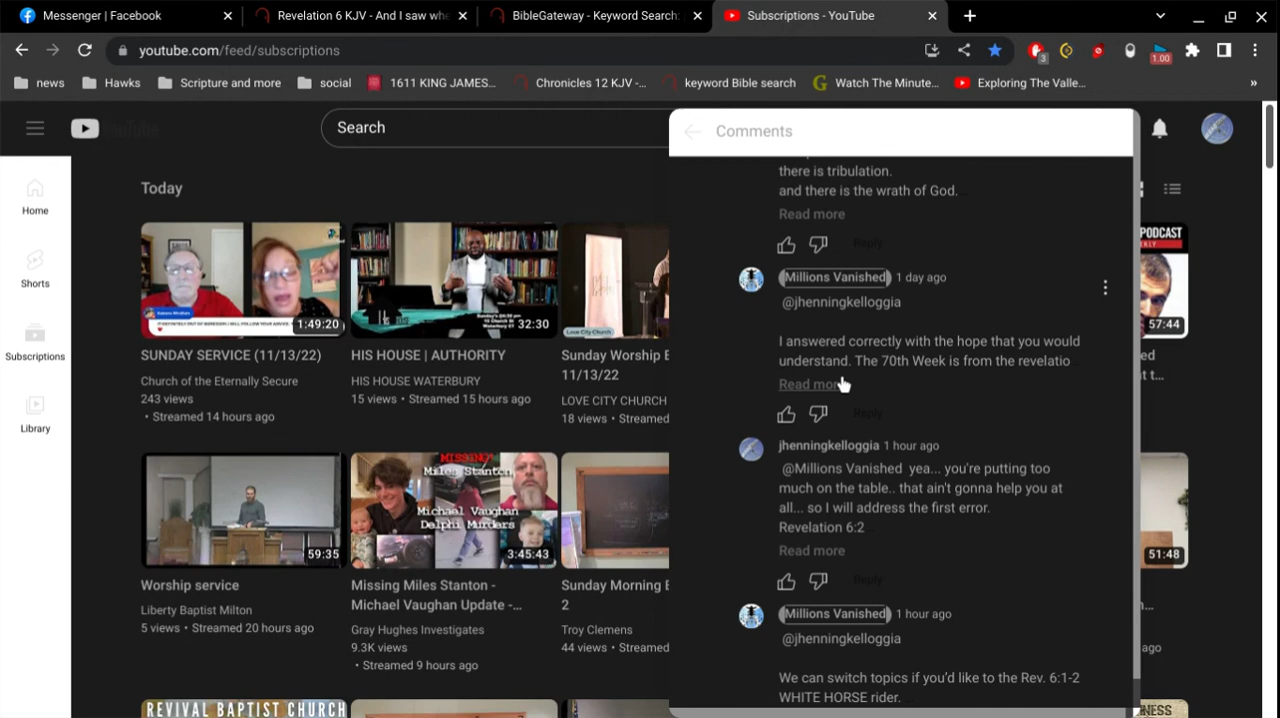 Messenger | Facebook
Revelation 6 KJV - And I saw whe
BibleGateway - Keyword Search:
Subscriptions - YouTube
youtube.com/feed/subscriptions
3
1.00
news
Hawks
Scripture and more
social
1611 KING JAMES...
Chronicles 12 KJV -...
keyword Bible search
Watch The Minute...
Exploring The Valle...
»
YouTube
Search
Home
Shorts
Subscriptions
Library
Today
1:49:20
SUNDAY SERVICE (11/13/22)
Church of the Eternally Secure
243 views
• Streamed 14 hours ago
32:30
HIS HOUSE | AUTHORITY
HIS HOUSE WATERBURY
15 views • Streamed 15 hours ago
Love City Church
Sunday Worship E
11/13/22
LOVE CITY CHURCH
18 views • Streamed
PODCAST
57:44
59:35
Worship service
Liberty Baptist Milton
5 views • Streamed 20 hours ago
MISSING
Miles Stanton,
Michael Vaughan
Delphi Murders
3:45:43
Missing Miles Stanton -
Michael Vaughan Update -...
Gray Hughes Investigates
9.3K views
• Streamed 9 hours ago
Sunday Morning E
2
Troy Clemens
44 views • Streamed
51:48
ago
REVIVAL BAPTIST CHURCH
Comments
there is tribulation.
and there is the wrath of God.
Read more
Reply
Millions Vanished 1 day ago
@jhenningkelloggia
I answered correctly with the hope that you would
understand. The 70th Week is from the revelatio
Read more
Reply
jhenningkelloggia 1 hour ago
@Millions Vanished yea... you're putting too
much on the table.. that ain't gonna help you at
all... so I will address the first error.
Revelation 6:2
Read more
Reply
Millions Vanished 1 hour ago
@jhenningkelloggia
We can switch topics if you'd like to the Rev. 6:1-2
WHITE HORSE rider.